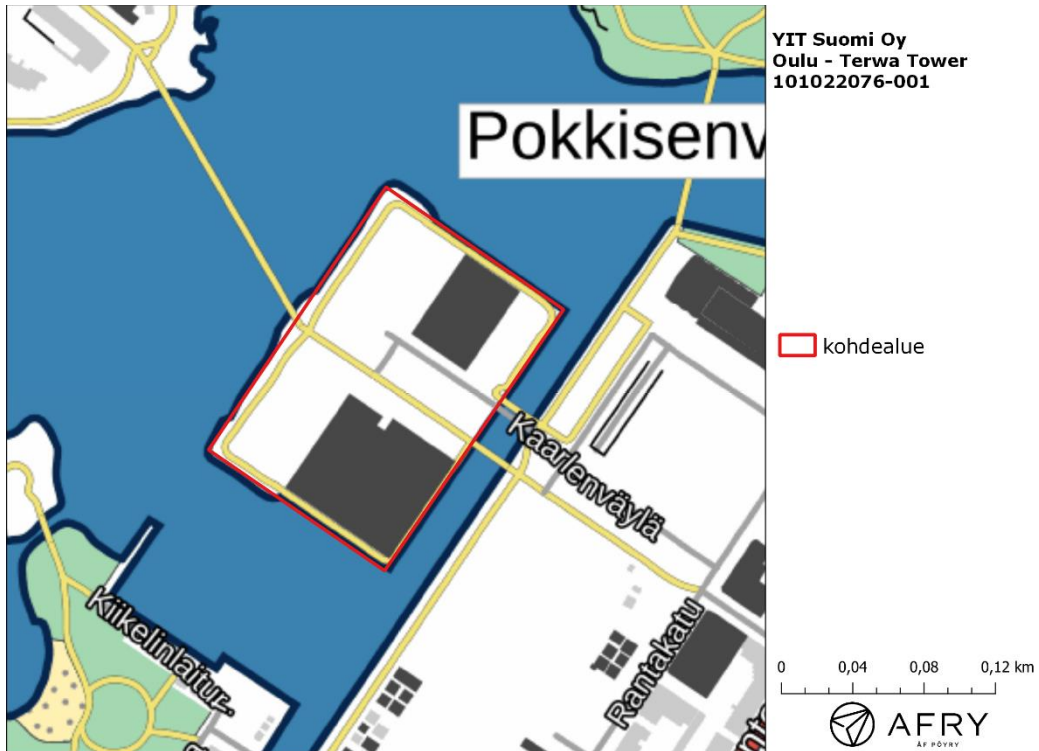 YIT Suomi Oy
Oulu - Terwa Tower
101022076-001
Pokkisenv
kohdealue
Kaarlenväylä
Kiikelinlaitur..
Rantakatu
0 0,04 0,08 0,12 km
AFRY
ÅF PÖYRY